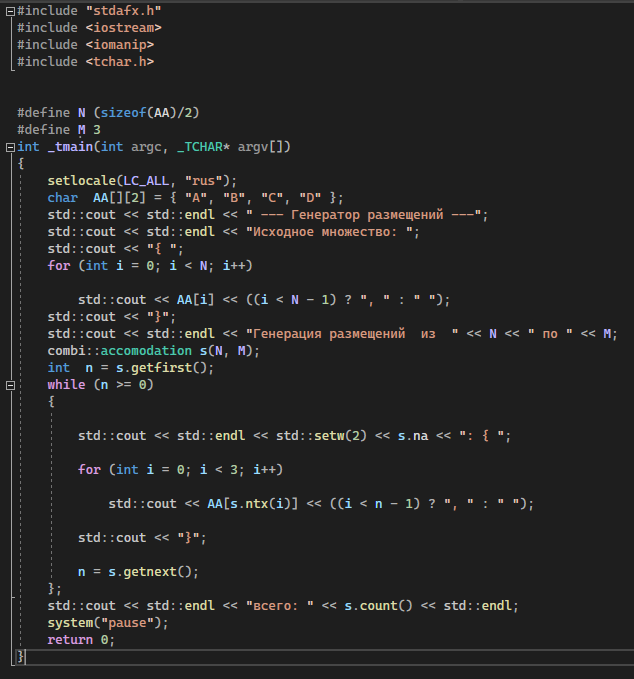 #include "stdafx.h"
#include <iostream>
#include <iomanip>
#include <tchar.h>
#define N (sizeof(AA)/2)
#define M 3
int _tmain(int argc, _TCHAR* argv[])
{
    setlocale(LC_ALL, "rus");
    char  AA[][2] = { "A", "B", "C", "D" };
    std::cout << std::endl << " --- Генератор размещений ---";
    std::cout << std::endl << "Исходное множество: ";
    std::cout << "{ ";
    for (int i = 0; i < N; i++)
        std::cout << AA[i] << ((i < N - 1) ? ", " : " ");
    std::cout << "}";
    std::cout << std::endl << "Генерация размещений  из  " << N << " по " << M;
    combi::accomodation s(N, M);
    int  n = s.getfirst();
    while (n >= 0)
    {
        std::cout << std::endl << std::setw(2) << s.na << ": { ";
        for (int i = 0; i < 3; i++)
            std::cout << AA[s.ntx(i)] << ((i < n - 1) ? ", " : " ");
        std::cout << "}";
        n = s.getnext();
    };
    std::cout << std::endl << "всего: " << s.count() << std::endl;
    system("pause");
    return 0;
}